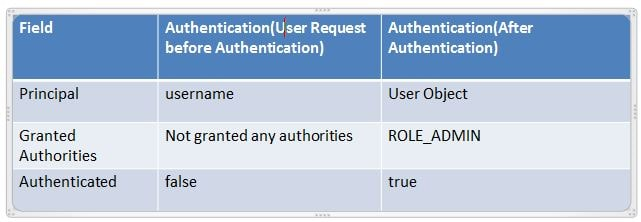 Field
Authentication(User Request
before Authentication)
Authentication(After
Authentication)
Principal
username
User Object
Granted
Authorities
Not granted any authorities
ROLE_ADMIN
Authenticated
false
true